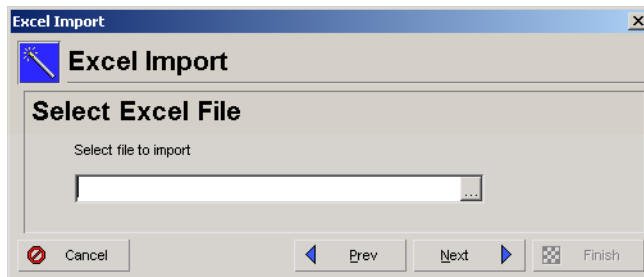 Excel Import
Excel Import
Select Excel File
Select file to import
...
Cancel Prev Next Finish